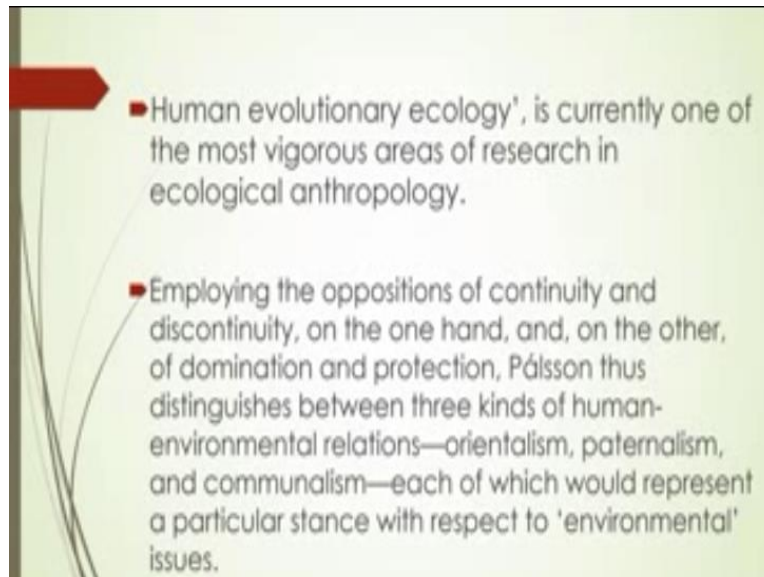 Human evolutionary ecology', is currently one of
the most vigorous areas of research in
ecological anthropology.
Employing the oppositions of continuity and
discontinuity, on the one hand, and, on the other,
of domination and protection, Pálsson thus
distinguishes between three kinds of human-
environmental relations—orientalism, paternalism,
and communalism—each of which would represent
a particular stance with respect to 'environmental'
issues.